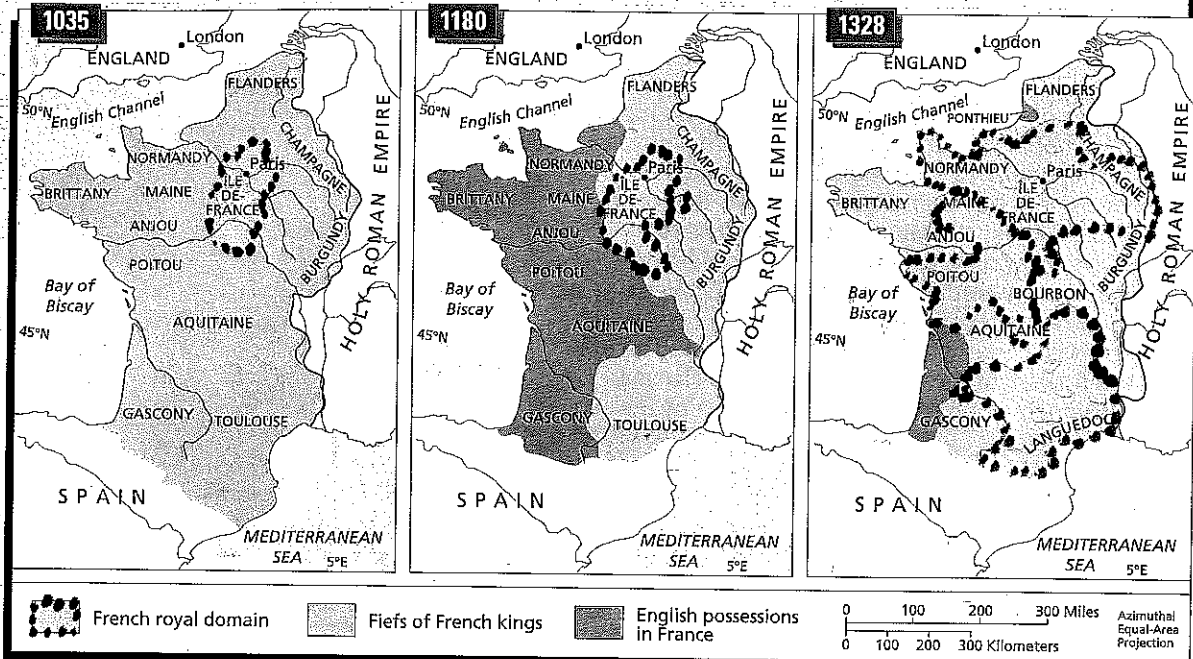 1035
London
ENGLAND
FLANDERS
50°N
English Channel
CHAMPAGNE
NORMANDY
Paris
BRITTANY
MAINE
ÎLE
DE-
FRANCE
ANJOU
BURGUNDY
POITOU
HOLY ROMAN EMPIRE
Bay of
Biscay
AQUITAINE
45°N
GASCONY
TOULOUSE
SPAIN
MEDITERRANEAN
SEA
5°E
1180
London
ENGLAND
FLANDERS
50°N
English Channel
CHAMPAGNE
NORMANDY
Paris
BRITTANY
MAINE
ÎLE
DE-
FRANCE
ANJOU
BURGUNDY
POITOU
HOLY ROMAN EMPIRE
Bay of
Biscay
AQUITAINE
45°N
GASCONY
TOULOUSE
SPAIN
MEDITERRANEAN
SEA
5°E
1328
London
ENGLAND
FLANDERS
50°N
English Channel
PONTHIEU
CHAMPAGNE
NORMANDY
Paris
BRITTANY
MAINE
ÎLE
DE-
FRANCE
ANJOU
BURGUNDY
POITOU
BOURBON
HOLY ROMAN EMPIRE
Bay of
Biscay
AQUITAINE
45°N
GASCONY
LANGUEDOC
SPAIN
MEDITERRANEAN
SEA
5°E
French royal domain
Fiefs of French kings
English possessions
in France
0 100 200 300 Miles
0 100 200 300 Kilometers
Azimuthal
Equal-Area
Projection